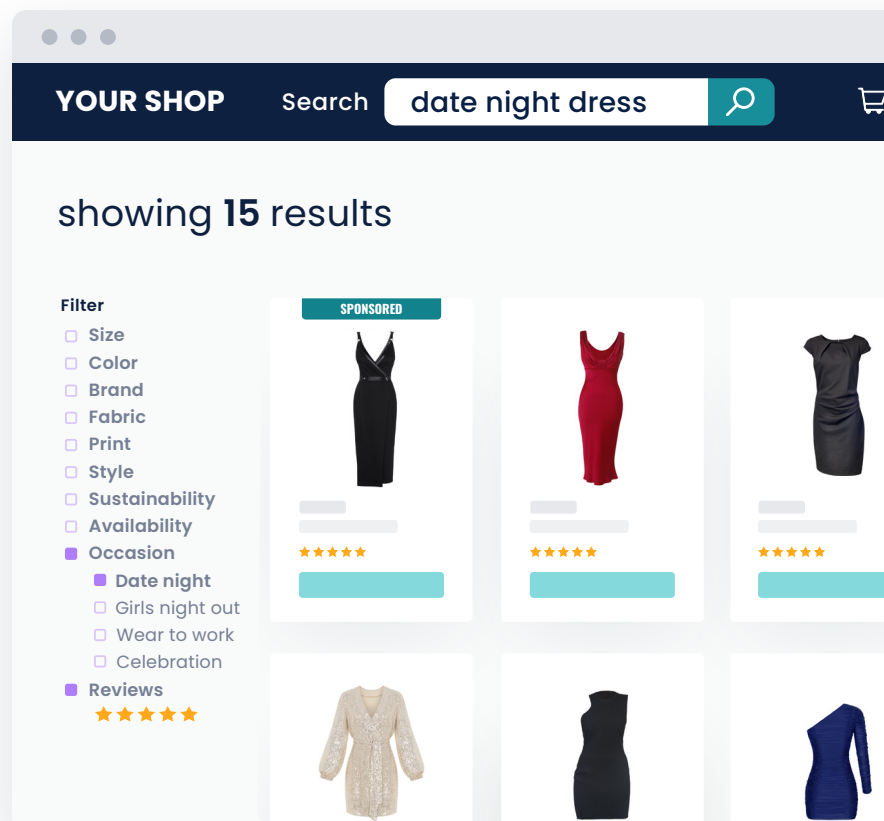 YOUR SHOP
Search
date night dress
showing 15 results
Filter
Size
Color
Brand
Fabric
Print
Style
Sustainability
Availability
Occasion
Date night
Girls night out
Wear to work
Celebration
Reviews
SPONSORED